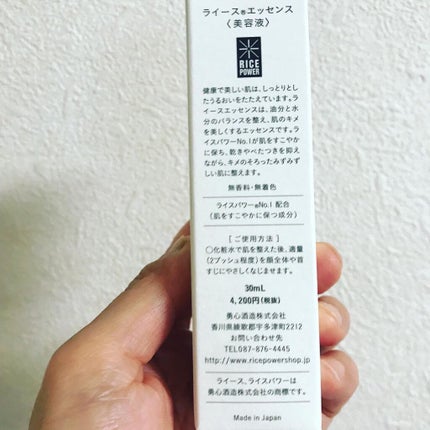 ライース®エッセンス
〈美容液〉
RICE
POWER
健康で美しい肌は、しっとりとし
たうるおいをたたえています。ラ
イースエッセンスは、油分と水
分のバランスを整え、肌のキメ
を美しくするエッセンスです。ラ
イスパワーNo.1が肌をすこやか
に保ち、乾きやべたつきを抑え
ながら、キメのそろったみずみず
しい肌に整えます。
無香料・無着色
ライスパワー®No.1 配合
(肌をすこやかに保つ成分)
[ご使用方法]
○化粧水で肌を整えた後、適量
(2プッシュ程度)を顔全体や首
すじにやさしくなじませます。
30mL
4,200円(税抜)
勇心酒造株式会社
香川県綾歌郡宇多津町2212
お問い合わせ先
TEL087-876-4445
http://www.ricepowershop.jp
ライース、ライスパワーは
勇心酒造株式会社の商標です。
Made in Japan